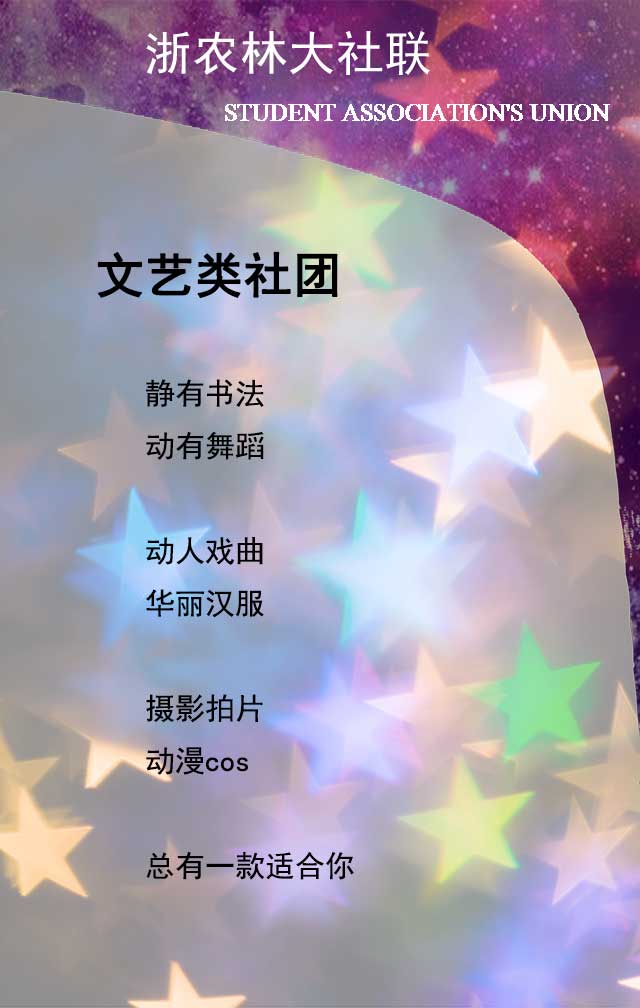 浙农林大社联
STUDENT ASSOCIATION'S UNION
文艺类社团
静有书法
动有舞蹈
动人戏曲
华丽汉服
摄影拍片
动漫cos
总有一款适合你